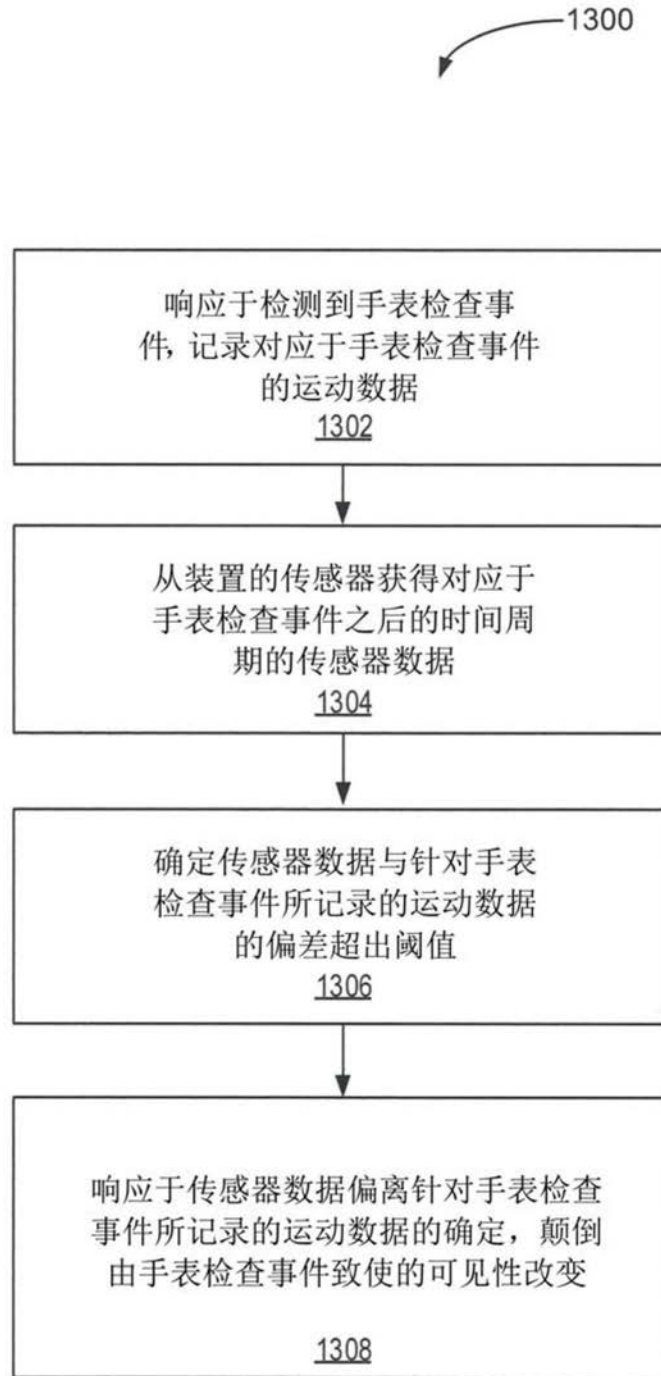 1300
响应于检测到手表检查事
件,记录对应于手表检查事件
的运动数据
1302
从装置的传感器获得对应于
手表检查事件之后的时间周
期的传感器数据
1304
确定传感器数据与针对手表
检查事件所记录的运动数据
的偏差超出阈值
1306
响应于传感器数据偏离针对手表检查
事件所记录的运动数据的确定，颠倒
由手表检查事件致使的可见性改变
1308